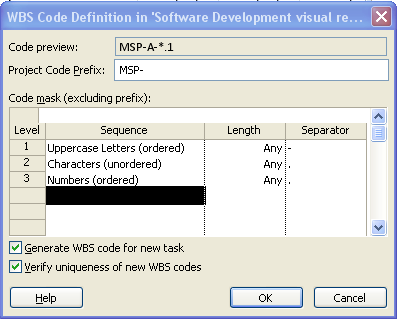 WBS Code Definition in 'Software Development visual re...
Code preview: MSP-A-*.1
Project Code Prefix: MSP-
Code mask (excluding prefix):
Level Sequence Length Separator
1 Uppercase Letters (ordered) Any -
2 Characters (unordered) Any .
3 Numbers (ordered) Any .
Generate WBS code for new task
Verify uniqueness of new WBS codes
Help OK Cancel